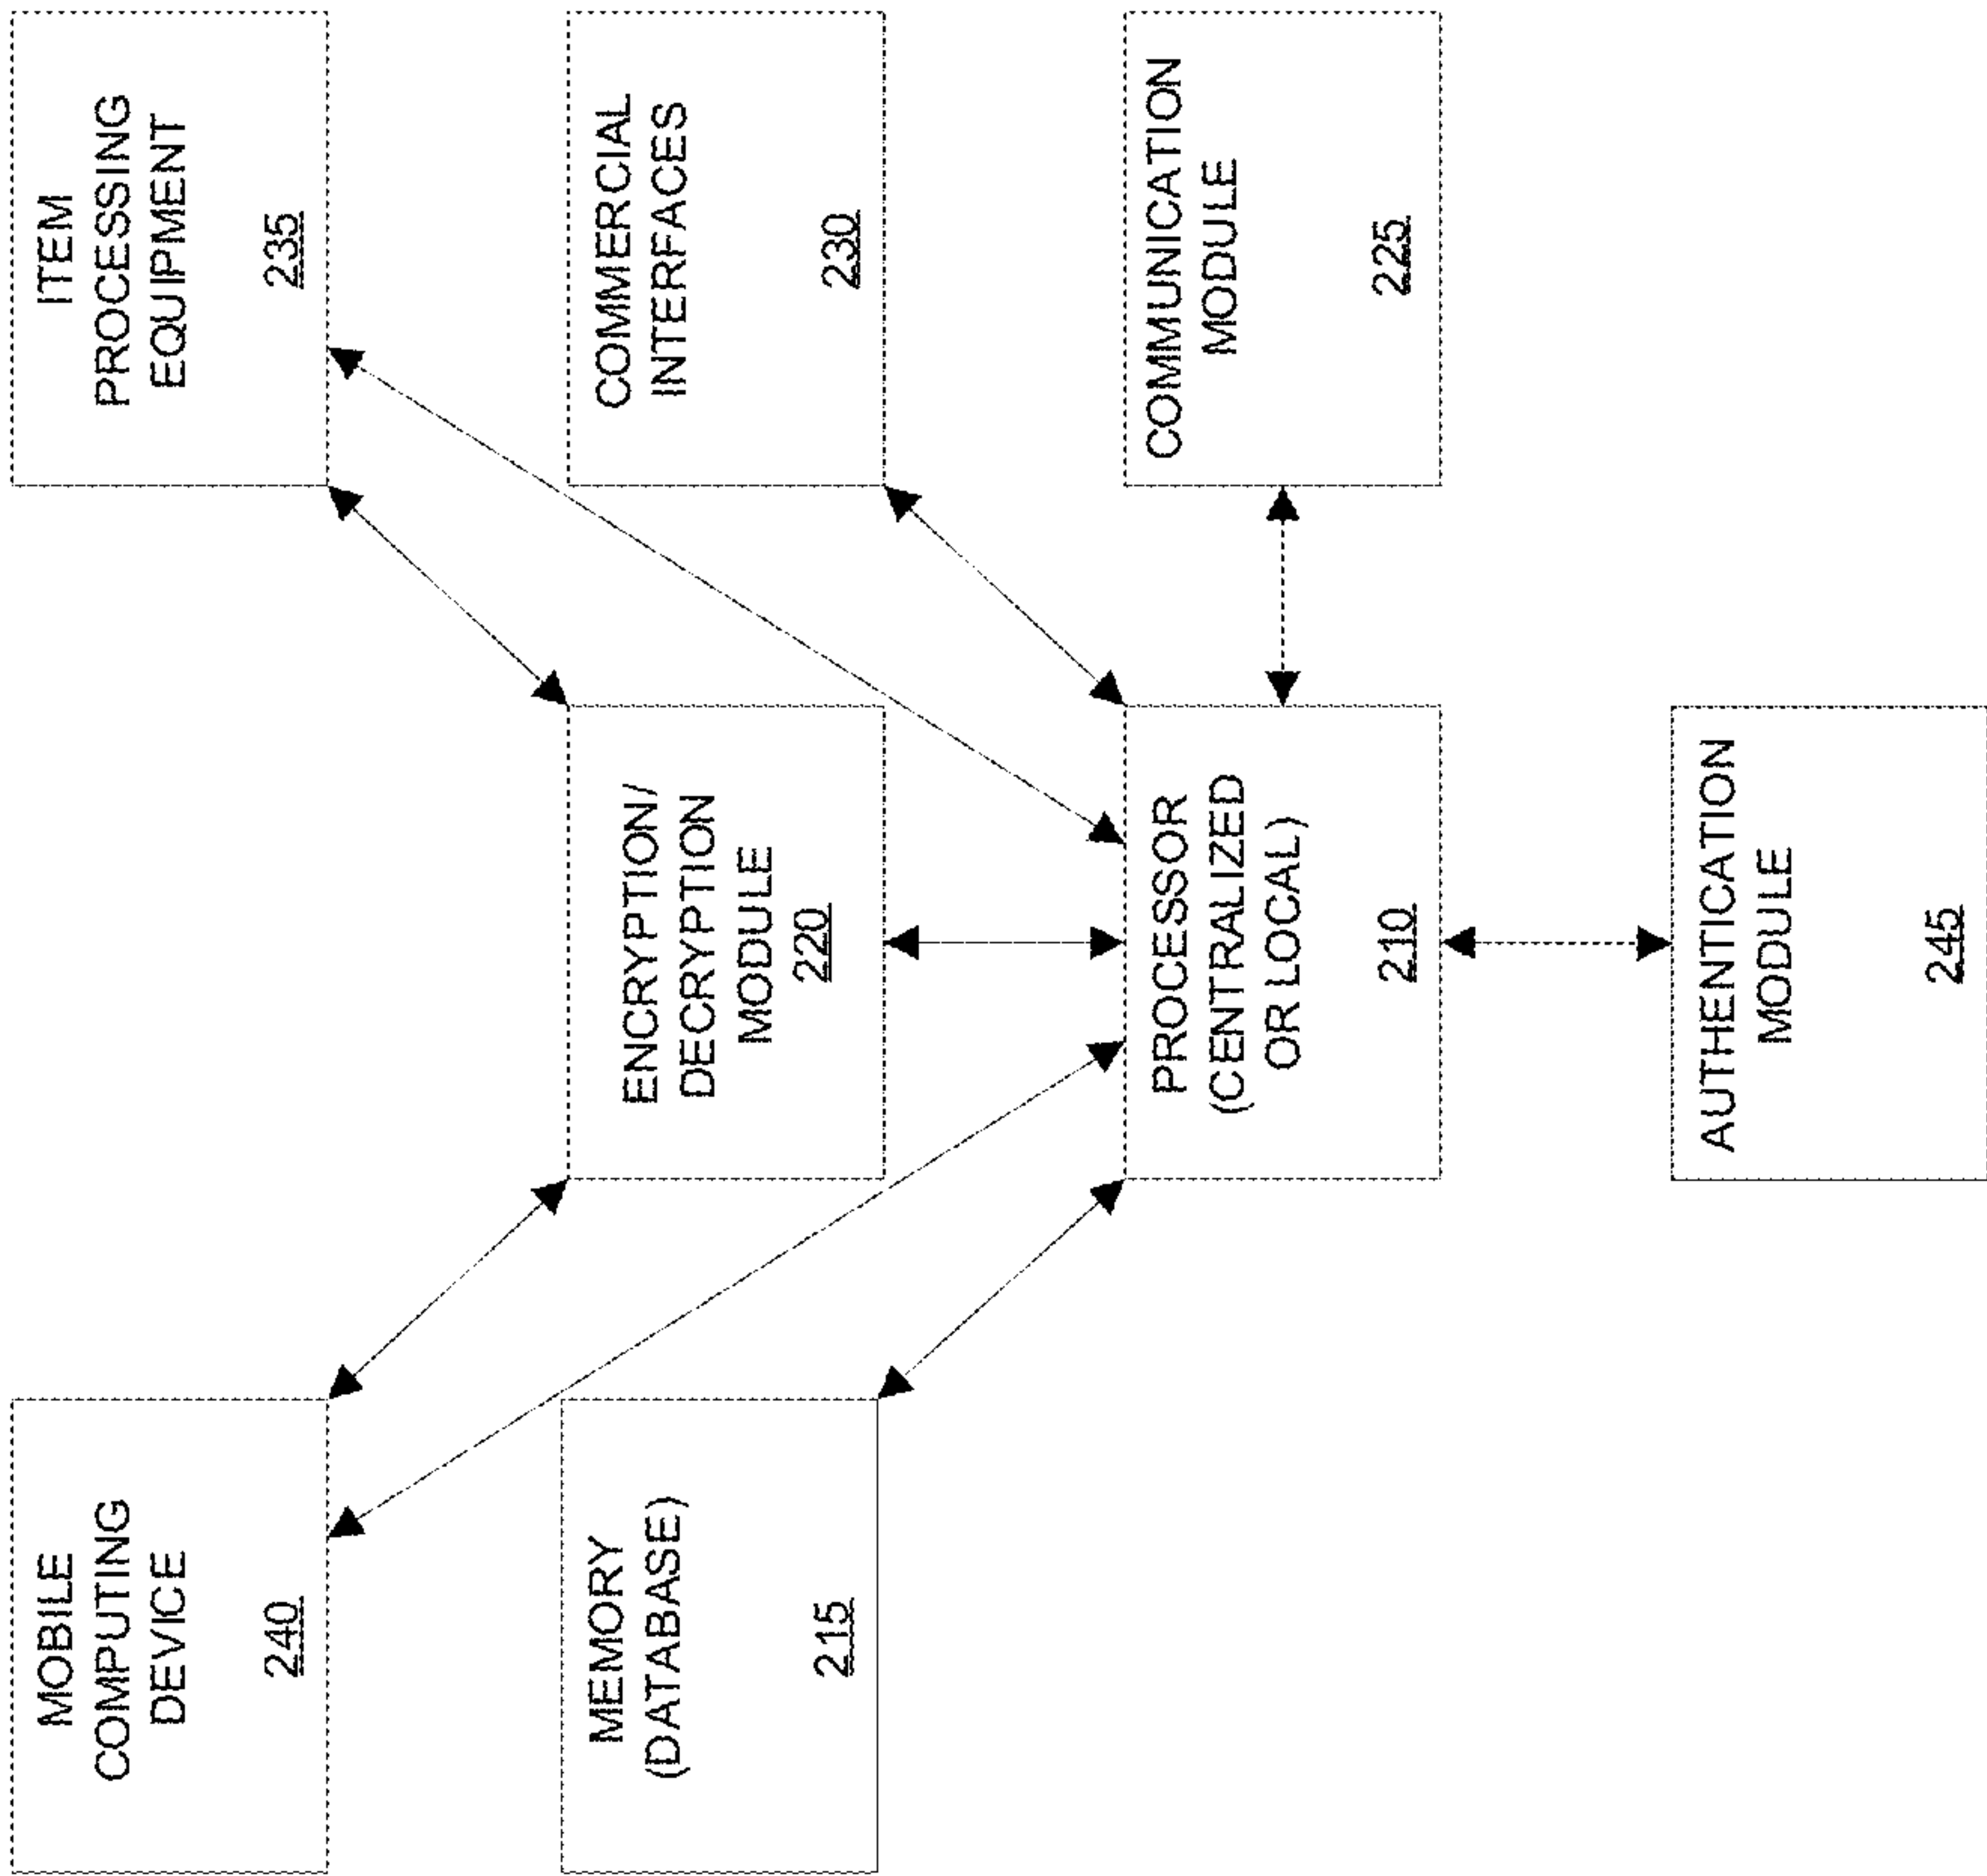 MOBILE
COMPUTING
DEVICE
240
ITEM
PROCESSING
EQUIPMENT
235
MEMORY
(DATABASE)
215
ENCRYPTION/
DECRYPTION
MODULE
220
COMMERCIAL
INTERFACES
230
PROCESSOR
(CENTRALIZED
OR LOCAL)
210
COMMUNICATION
MODULE
225
AUTHENTICATION
MODULE
245